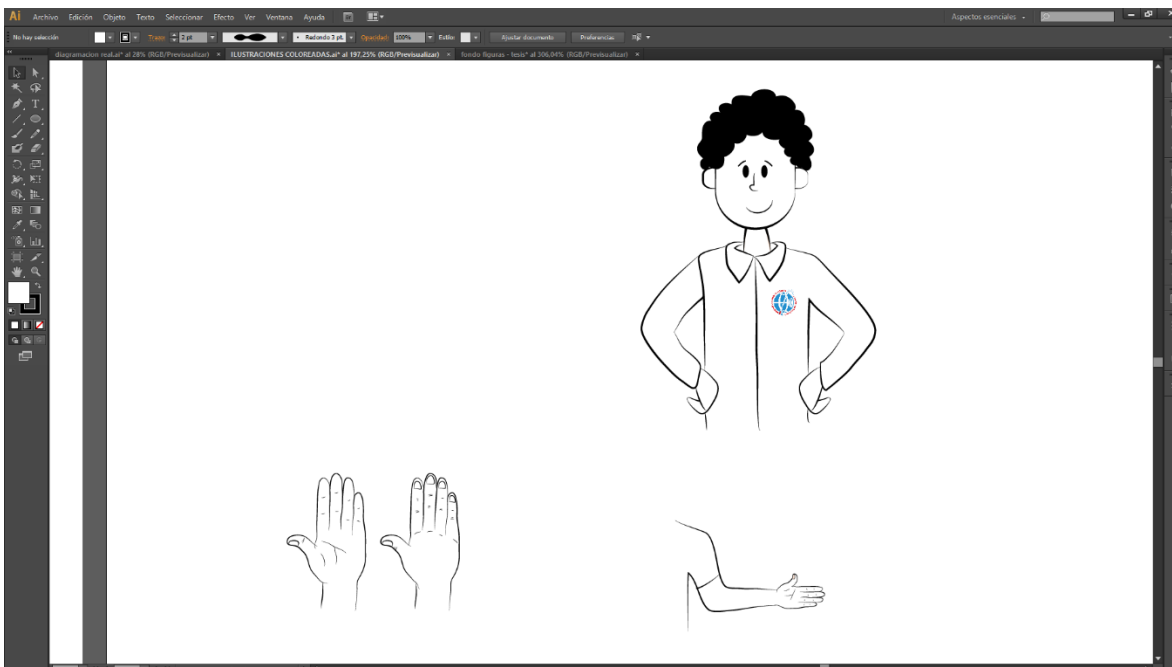 Ai Archivo Edición Objeto Texto Seleccionar Efecto Ver Ventana Ayuda Aspectos esenciales
No hay selección Trazo: 3 pt Redondo 3 pt. Opacidad: 100% Estilo: Ajustar documento Preferencias
diagramacion real.ai* al 28% (RGB/Previsualizar) × ILUSTRACIONES COLOREADAS.ai* al 197,25% (RGB/Previsualizar) × fondo figuras - tesis* al 306,04% (RGB/Previsualizar) ×